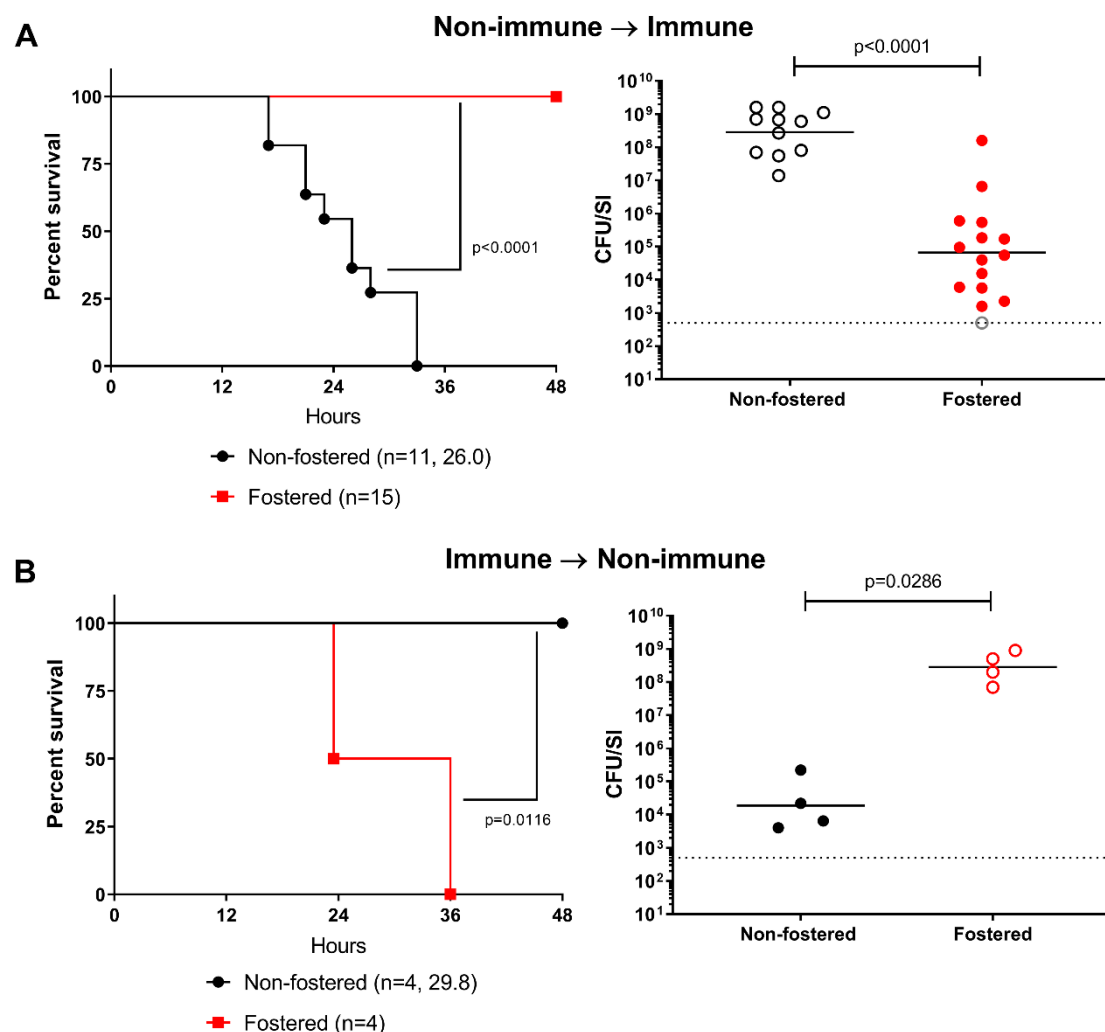 A
Non-immune → Immune
Percent survival
100
75
50
25
0
p<0.0001
0 12 24 36 48
Hours
Non-fostered (n=11, 26.0)
Fostered (n=15)
p<0.0001
CFU/SI
10^10
10^9
10^8
10^7
10^6
10^5
10^4
10^3
10^2
10^1
Non-fostered Fostered
B
Immune → Non-immune
Percent survival
100
75
50
25
0
p=0.0116
0 12 24 36 48
Hours
Non-fostered (n=4, 29.8)
Fostered (n=4)
p=0.0286
CFU/SI
10^10
10^9
10^8
10^7
10^6
10^5
10^4
10^3
10^2
10^1
Non-fostered Fostered